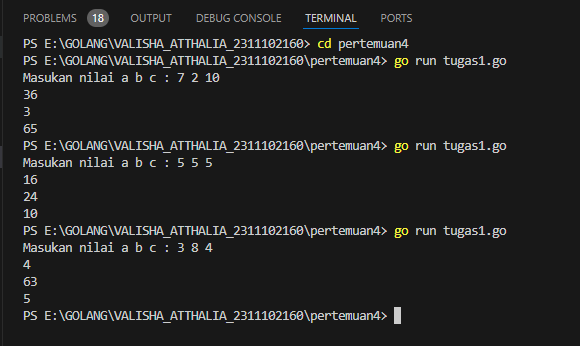 PROBLEMS 18 OUTPUT DEBUG CONSOLE TERMINAL PORTS
PS E:\GOLANG\VALISHA_ATTHALIA_2311102160> cd pertemuan4
PS E:\GOLANG\VALISHA_ATTHALIA_2311102160\pertemuan4> go run tugas1.go
Masukan nilai a b c : 7 2 10
36
3
65
PS E:\GOLANG\VALISHA_ATTHALIA_2311102160\pertemuan4> go run tugas1.go
Masukan nilai a b c : 5 5 5
16
24
10
PS E:\GOLANG\VALISHA_ATTHALIA_2311102160\pertemuan4> go run tugas1.go
Masukan nilai a b c : 3 8 4
4
63
5
PS E:\GOLANG\VALISHA_ATTHALIA_2311102160\pertemuan4>